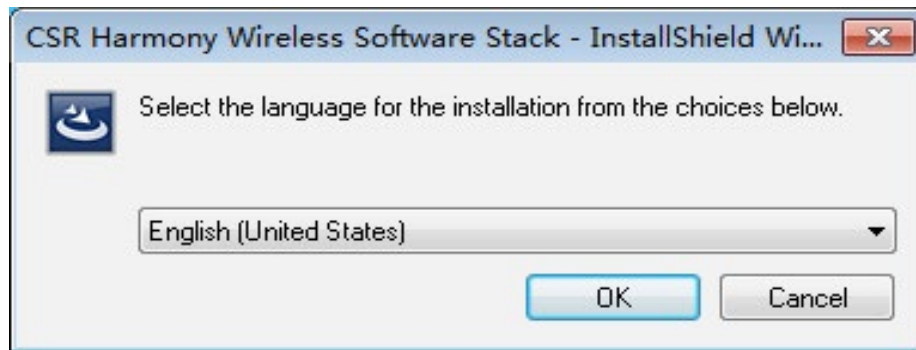 CSR Harmony Wireless Software Stack - InstallShield Wi...
Select the language for the installation from the choices below.
English (United States)
OK
Cancel